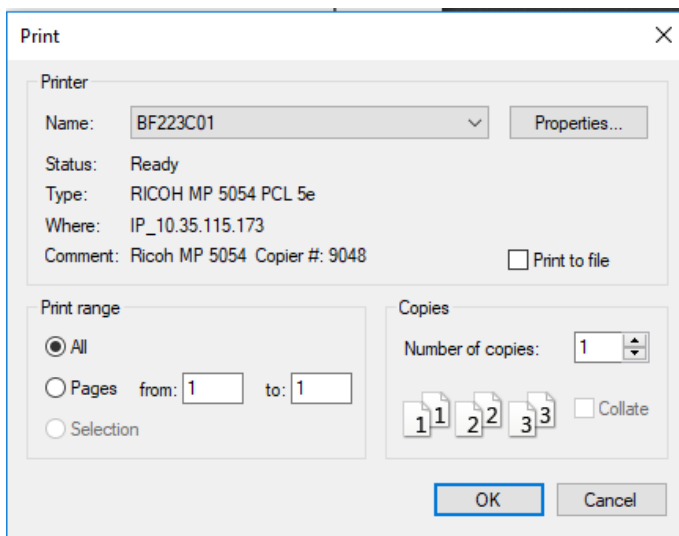 Print
Printer
Name: BF223C01 Properties...
Status: Ready
Type: RICOH MP 5054 PCL 5e
Where: IP_10.35.115.173
Comment: Ricoh MP 5054 Copier #: 9048 Print to file
Print range
All
Pages from: 1 to: 1
Selection
Copies
Number of copies: 1
1 1 2 2 3 3 Collate
OK Cancel